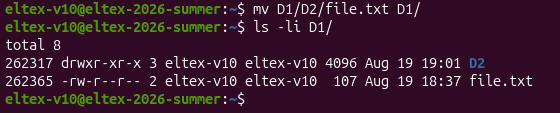 eltex-v10@eltex-2026-summer:~$ mv D1/D2/file.txt D1/
eltex-v10@eltex-2026-summer:~$ ls -li D1/
total 8
262317 drwxr-xr-x 3 eltex-v10 eltex-v10 4096 Aug 19 19:01 D2
262365 -rw-r--r-- 2 eltex-v10 eltex-v10  107 Aug 19 18:37 file.txt
eltex-v10@eltex-2026-summer:~$